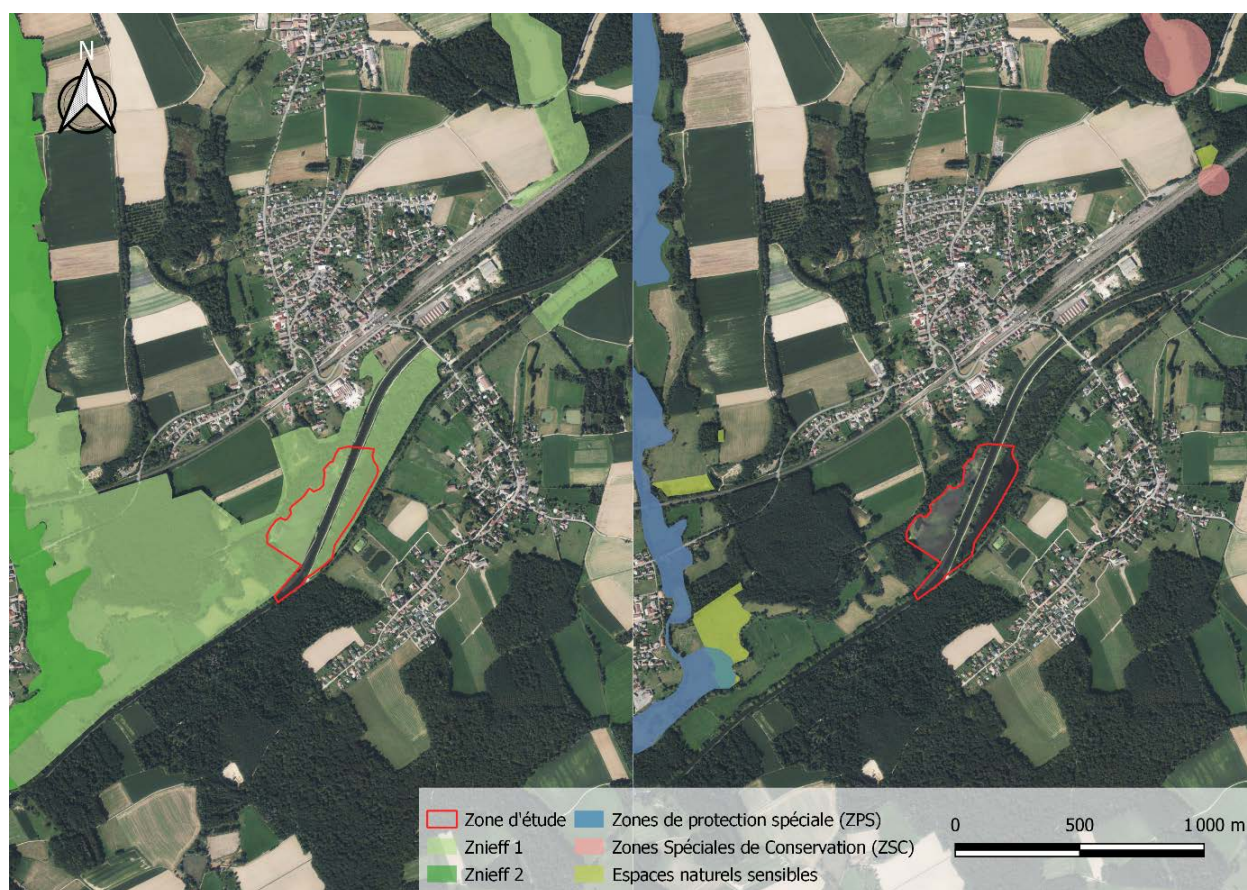 N
Zone d'étude
Znieff 1
Znieff 2
Zones de protection spéciale (ZPS)
Zones Spéciales de Conservation (ZSC)
Espaces naturels sensibles
0 500 1 000 m